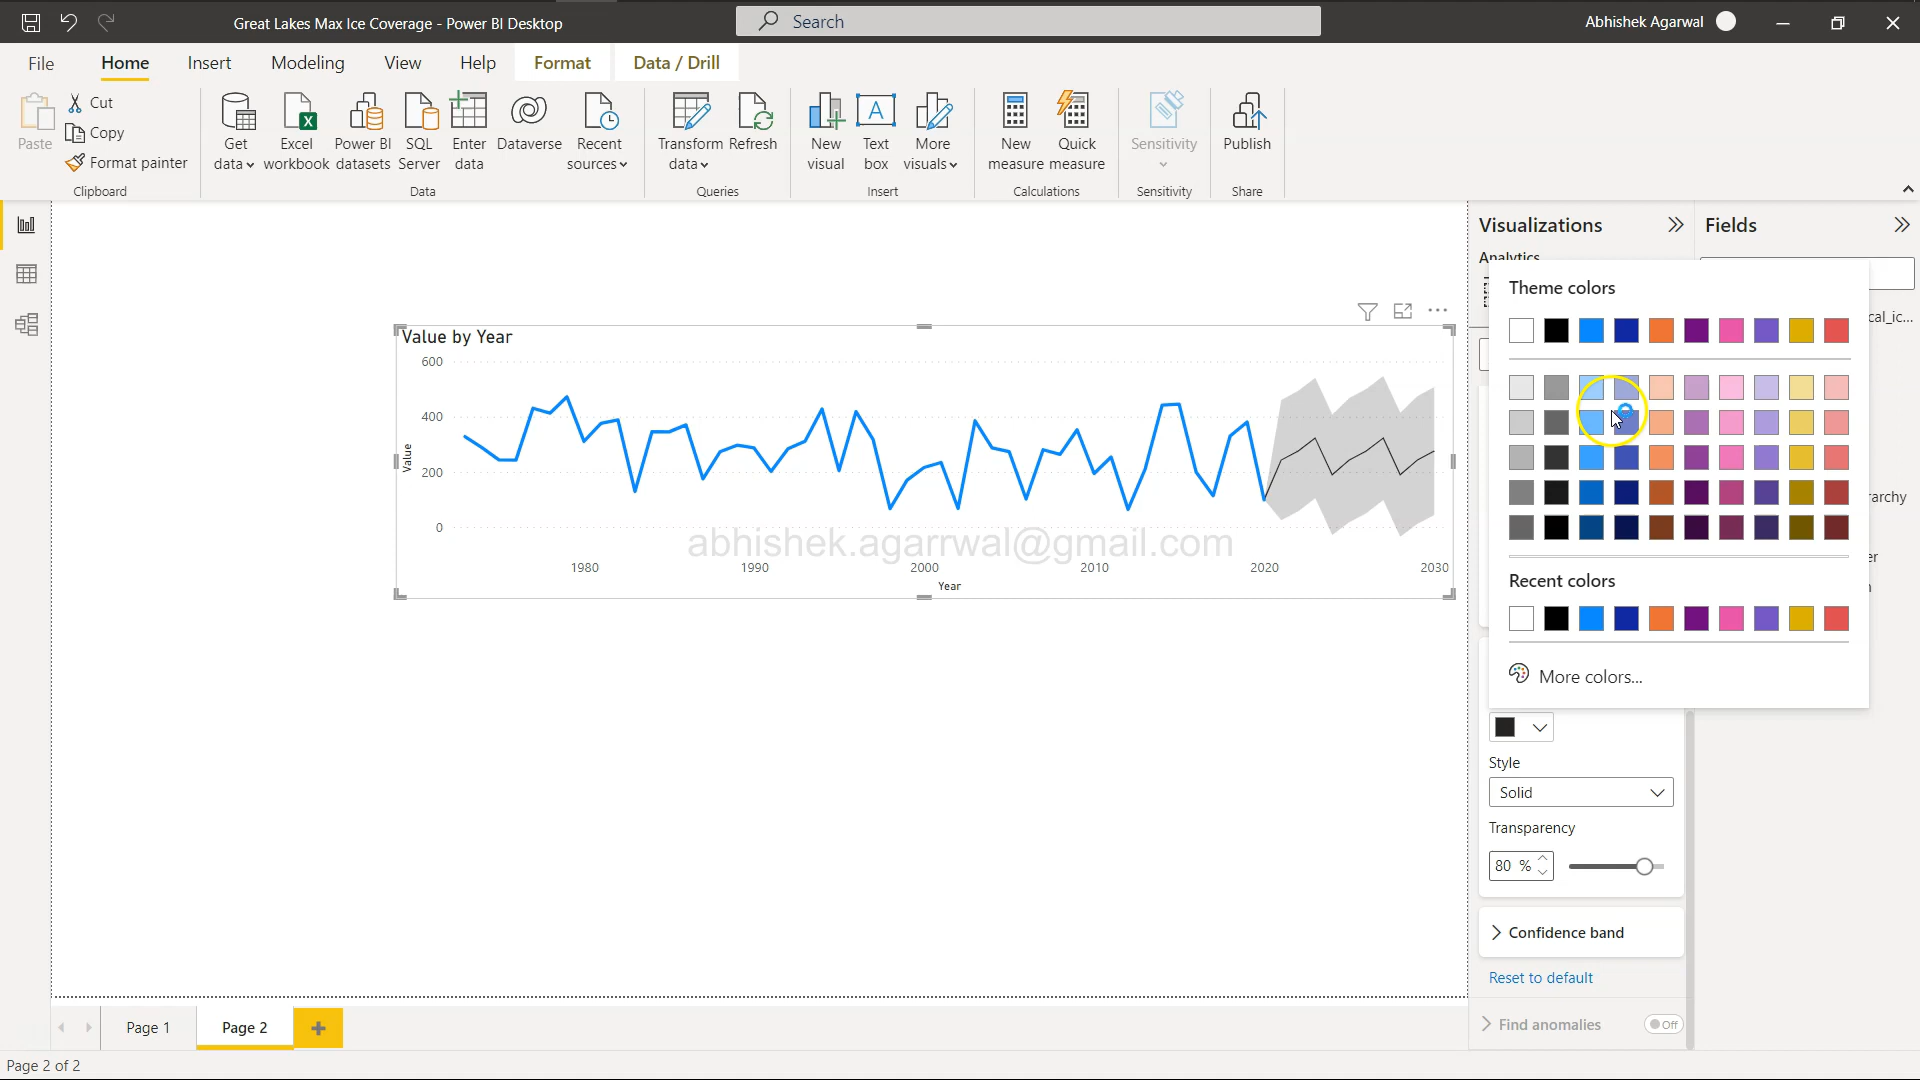 Great Lakes Max Ice Coverage - Power BI Desktop
Search
Abhishek Agarwal
File
Home
Insert
Modeling
View
Help
Format
Data / Drill
Paste
Cut
Copy
Format painter
Clipboard
Get data
Excel workbook
Power BI datasets
SQL Server
Enter data
Dataverse
Recent sources
Data
Transform data
Refresh
Queries
New visual
Text box
More visuals
Insert
New measure
Quick measure
Calculations
Sensitivity
Sensitivity
Publish
Share
Visualizations
Fields
Analytics
Theme colors
Recent colors
More colors...
cal_ic...
archy
er
Style
Solid
Transparency
80 %
Confidence band
Reset to default
Find anomalies
Off
Value by Year
600
400
200
0
Value
1980
1990
2000
2010
2020
2030
Year
abhishek.agarrwal@gmail.com
Page 1
Page 2
Page 2 of 2